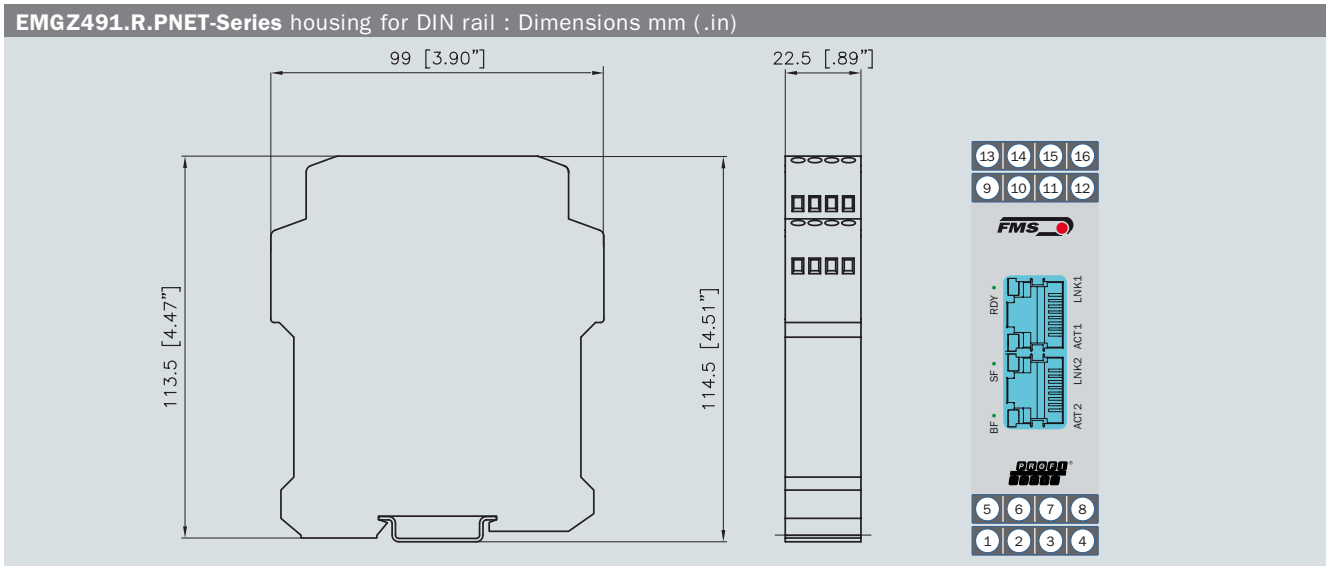 EMGZ491.R.PNET-Series housing for DIN rail : Dimensions mm (.in)
99 [3.90”]
22.5 [.89”]
113.5 [4.47”]
114.5 [4.51”]
13 14 15 16
9 10 11 12
FMS
RDY
LNK1
ACT1
SF
LNK2
BF
ACT2
PROFI
®
5 6 7 8
1 2 3 4